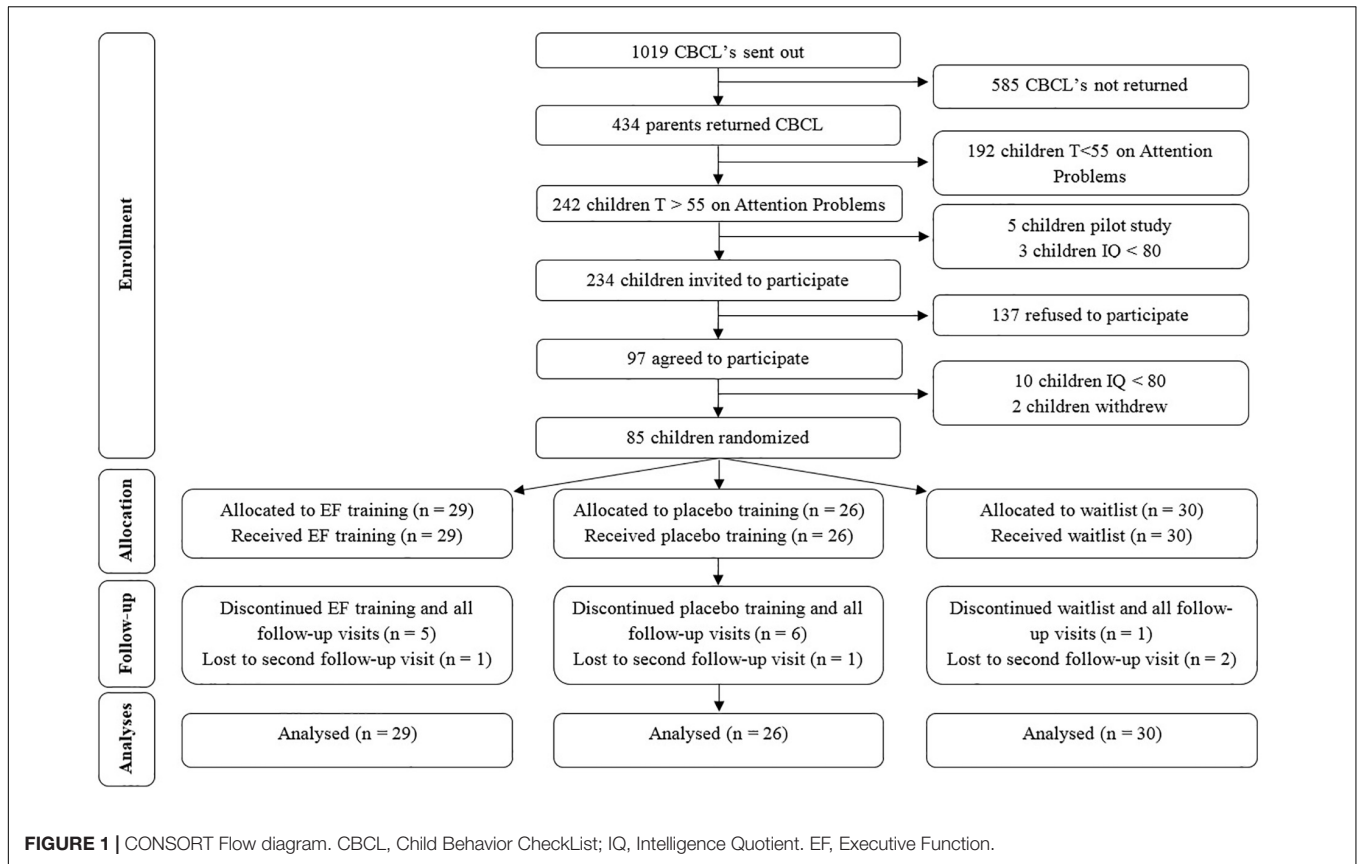 Enrollment
1019 CBCL's sent out
585 CBCL's not returned
434 parents returned CBCL
192 children T<55 on Attention
Problems
242 children T > 55 on Attention Problems
5 children pilot study
3 children IQ < 80
234 children invited to participate
137 refused to participate
97 agreed to participate
10 children IQ < 80
2 children withdrew
85 children randomized
Allocation
Allocated to EF training (n = 29)
Received EF training (n = 29)
Allocated to placebo training (n = 26)
Received placebo training (n = 26)
Allocated to waitlist (n = 30)
Received waitlist (n = 30)
Follow-up
Discontinued EF training and all
follow-up visits (n = 5)
Lost to second follow-up visit (n = 1)
Discontinued placebo training and all
follow-up visits (n = 6)
Lost to second follow-up visit (n = 1)
Discontinued waitlist and all follow-
up visits (n = 1)
Lost to second follow-up visit (n = 2)
Analyses
Analysed (n = 29)
Analysed (n = 26)
Analysed (n = 30)
FIGURE 1 | CONSORT Flow diagram. CBCL, Child Behavior CheckList; IQ, Intelligence Quotient. EF, Executive Function.